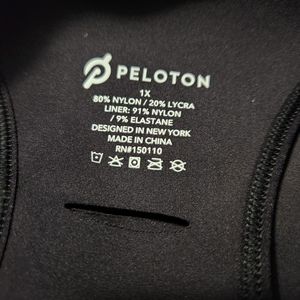 PELOTON
1X
80% NYLON / 20% LYCRA
LINER: 91% NYLON
/ 9% ELASTANE
DESIGNED IN NEW YORK
MADE IN CHINA
RN#150110